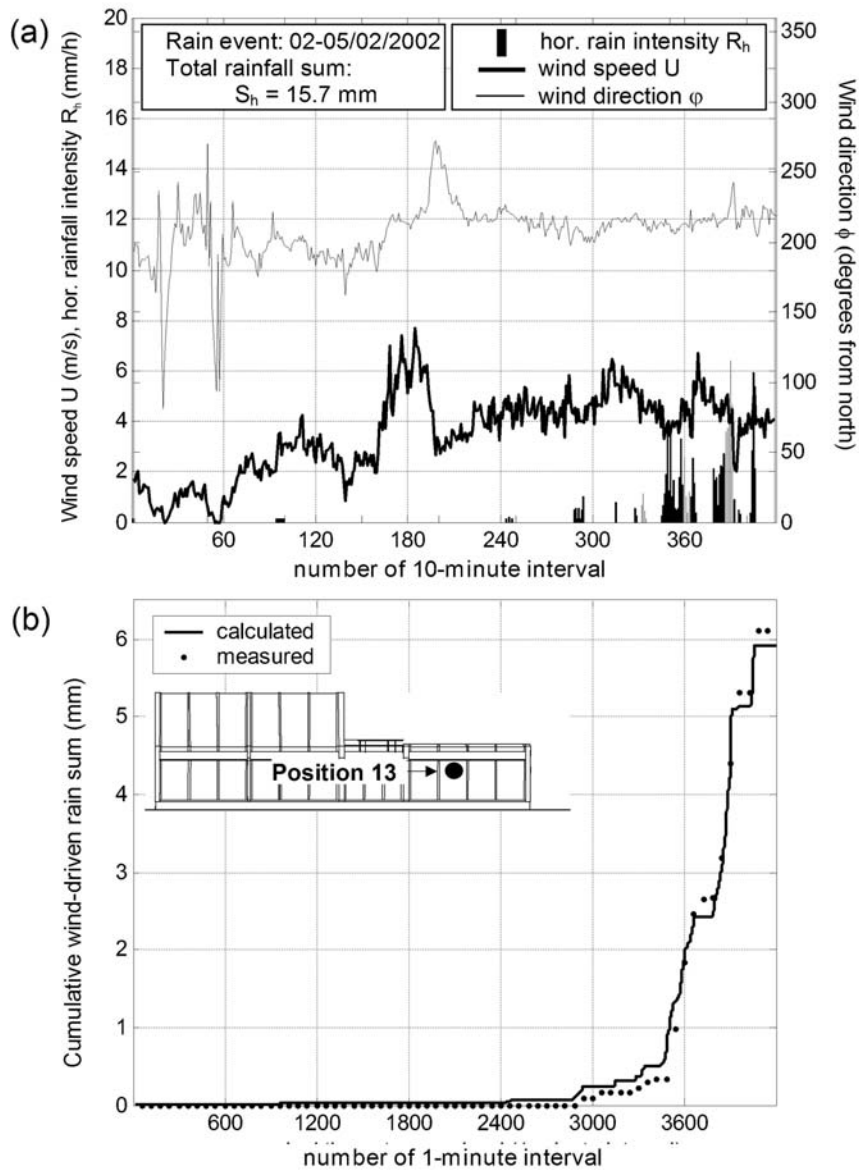 (a)
Rain event: 02-05/02/2002
Total rainfall sum:
S_h = 15.7 mm
hor. rain intensity R_h
wind speed U
wind direction φ
Wind speed U (m/s), hor. rainfall intensity R_h (mm/h)
20
18
16
14
12
10
8
6
4
2
0
350
300
250
200
150
100
50
0
Wind direction ϕ (degrees from north)
60 120 180 240 300 360
number of 10-minute interval
(b)
calculated
measured
Position 13
Cumulative wind-driven rain sum (mm)
6
5
4
3
2
1
0
600 1200 1800 2400 3000 3600
number of 1-minute interval